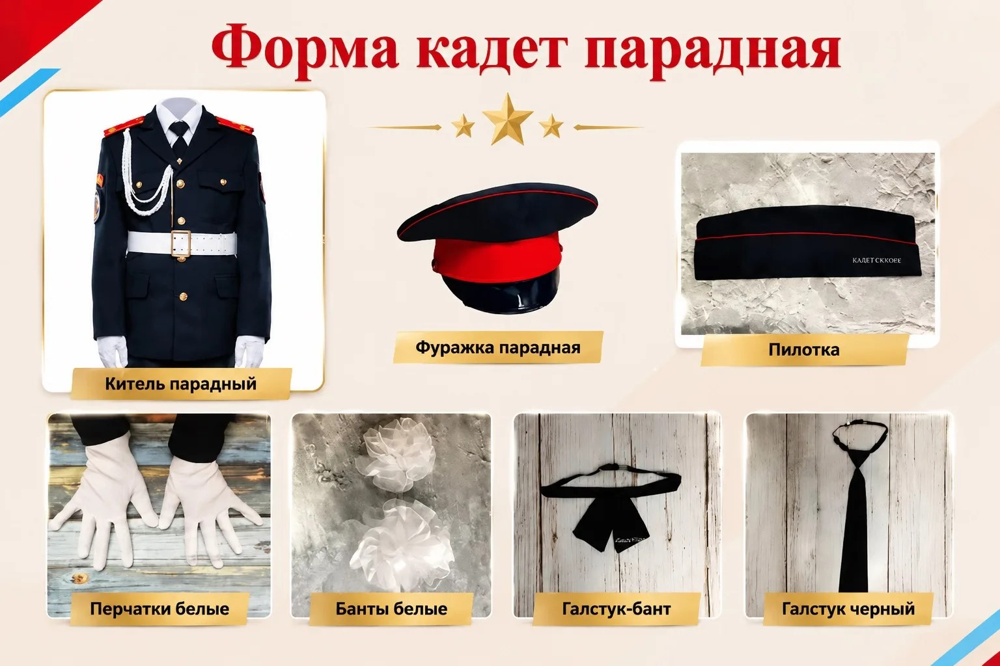 Форма кадет парадная
КАДЕТСККОЕЕ
Китель парадный
Фуражка парадная
Пилотка
Перчатки белые
Банты белые
Галстук-бант
Галстук черный